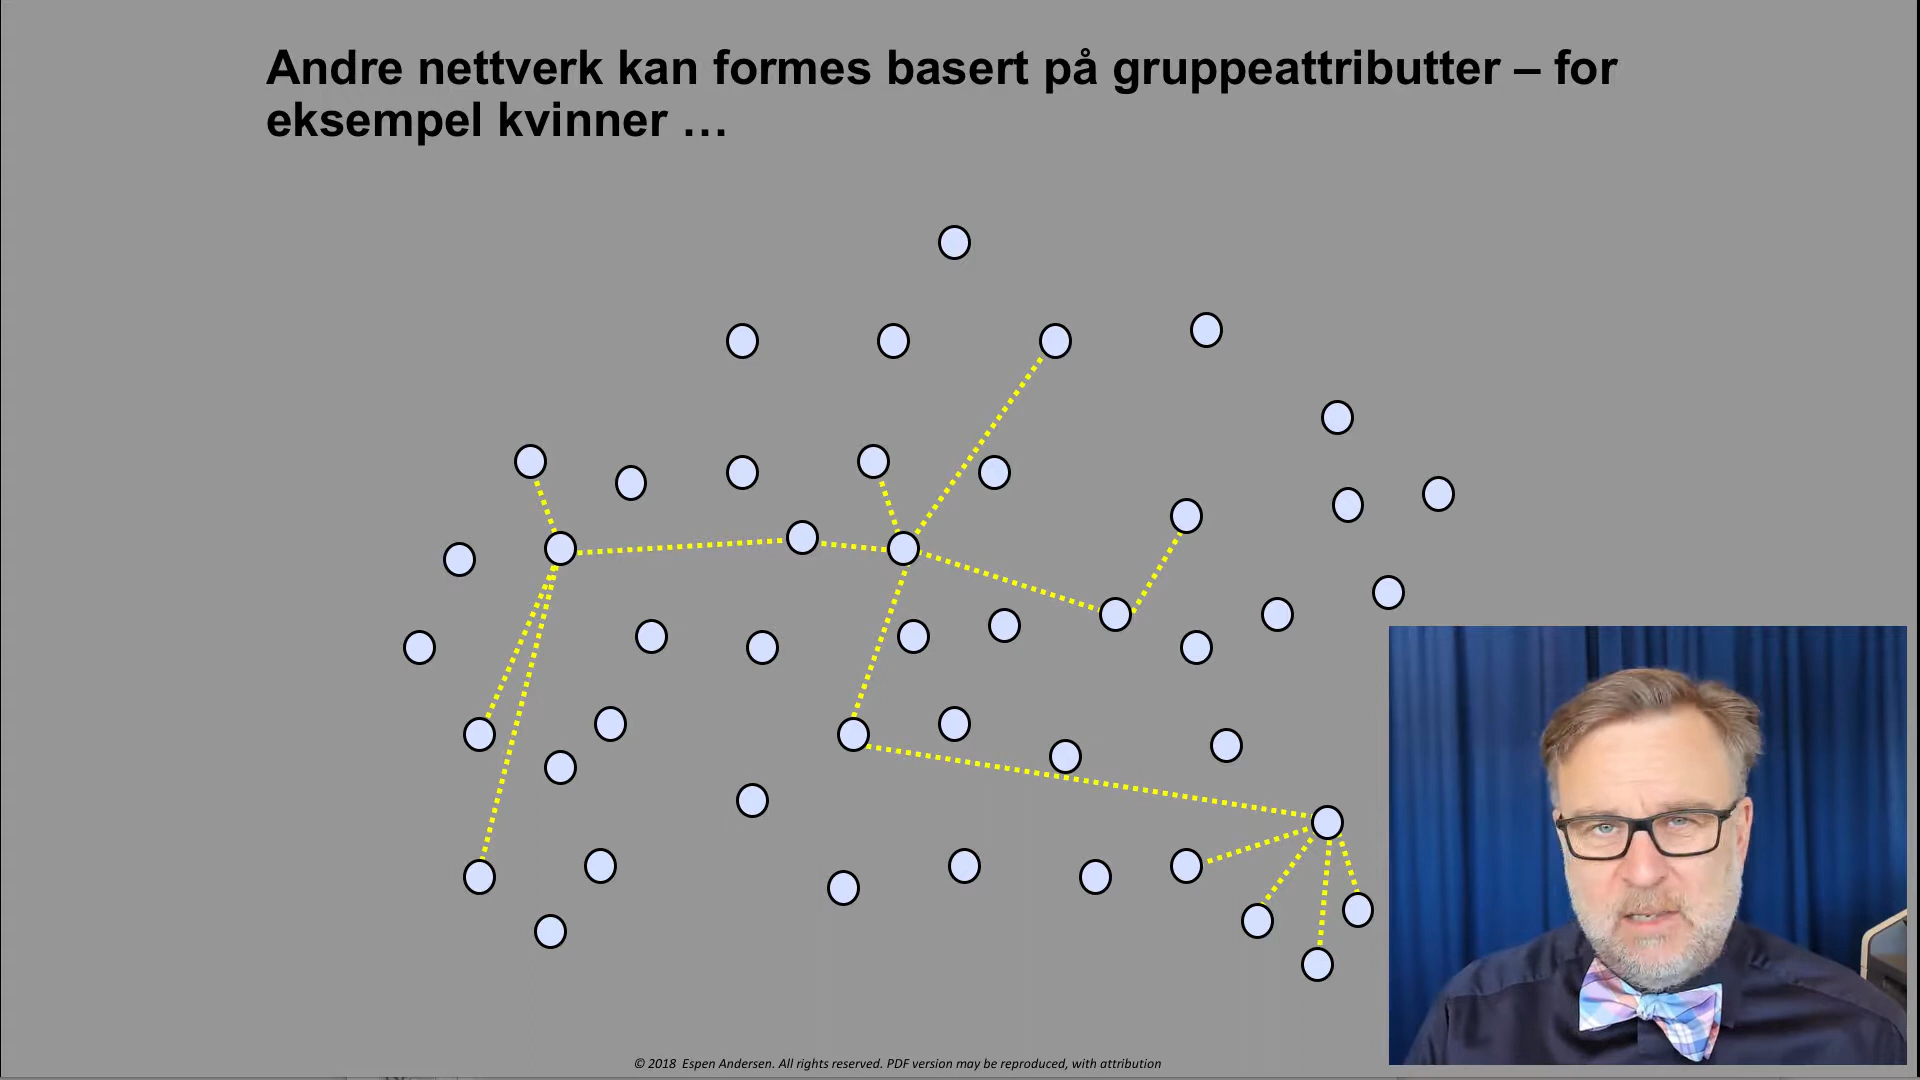 Andre nettverk kan formes basert på gruppeattributter – for
eksempel kvinner …
© 2018 Espen Andersen. All rights reserved. PDF version may be reproduced, with attribution